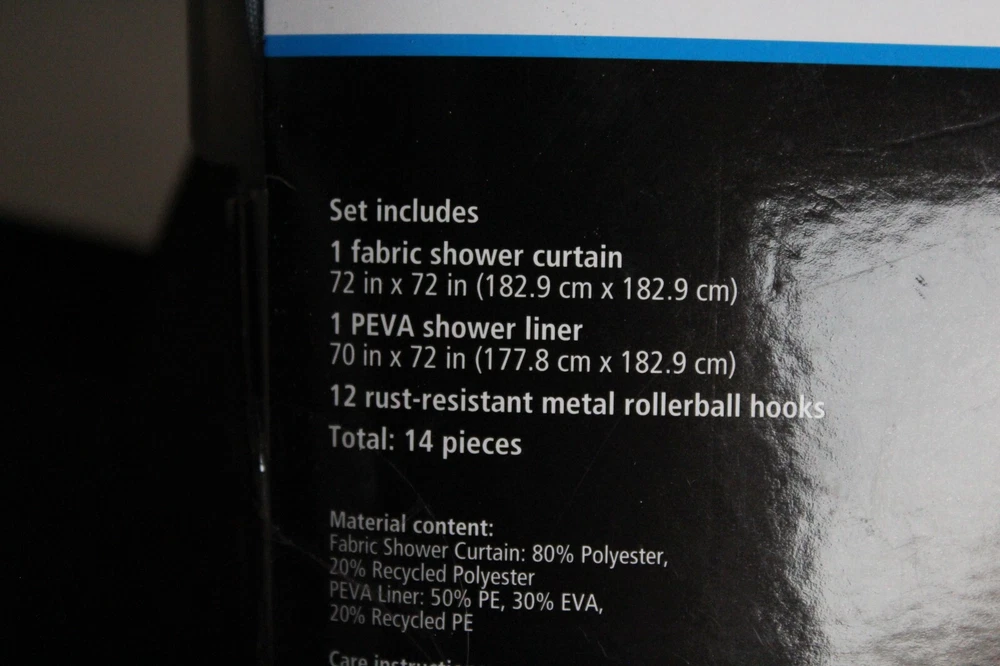 Set includes
1 fabric shower curtain
72 in x 72 in (182.9 cm x 182.9 cm)
1 PEVA shower liner
70 in x 72 in (177.8 cm x 182.9 cm)
12 rust-resistant metal rollerball hooks
Total: 14 pieces
Material content:
Fabric Shower Curtain: 80% Polyester,
20% Recycled Polyester
PEVA Liner: 50% PE, 30% EVA,
20% Recycled PE
Care